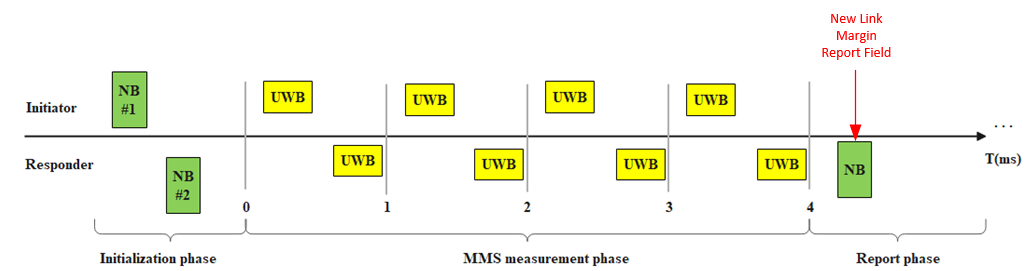 New Link
Margin
Report Field
NB
#1
UWB
UWB
UWB
UWB
Initiator
...
Responder
T(ms)
NB
#2
UWB
UWB
UWB
UWB
NB
0
1
2
3
4
Initialization phase
MMS measurement phase
Report phase